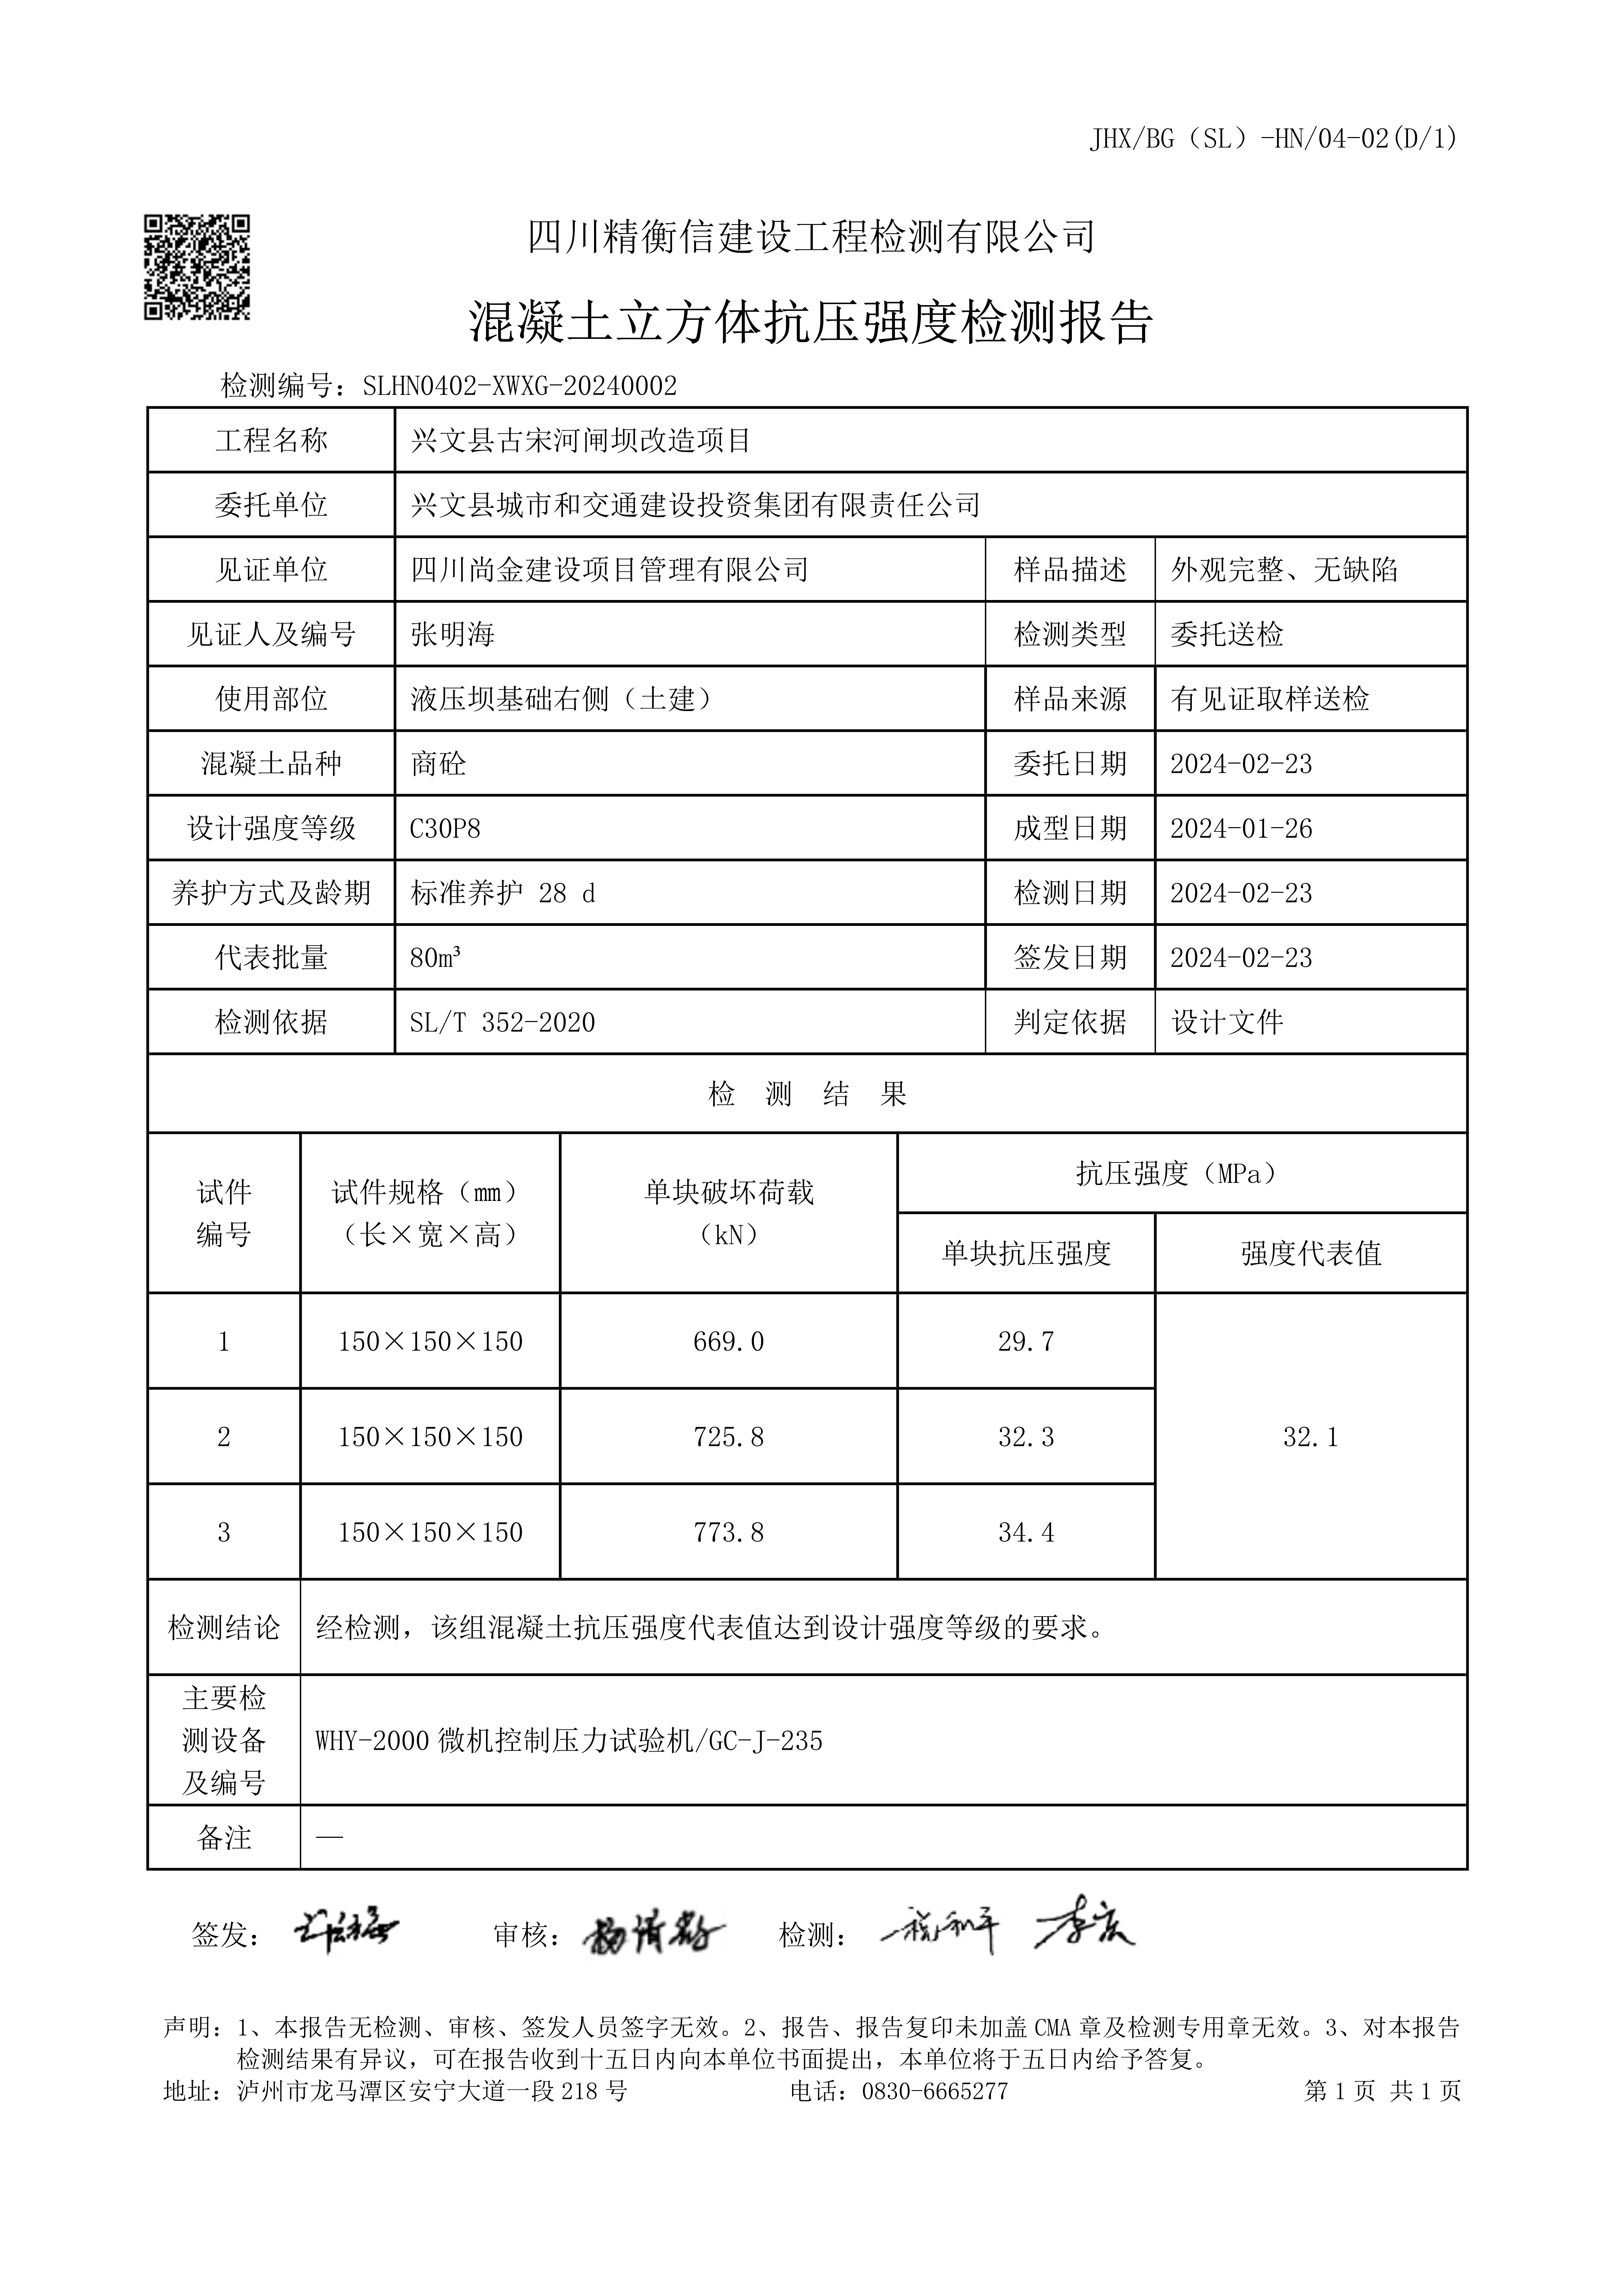 JHX/BG（SL）-HN/04-02(D/1)
四川精衡信建设工程检测有限公司
混凝土立方体抗压强度检测报告
检测编号：SLHN0402-XWXG-20240002
工程名称 兴文县古宋河闸坝改造项目
委托单位 兴文县城市和交通建设投资集团有限责任公司
见证单位 四川尚金建设项目管理有限公司 样品描述 外观完整、无缺陷
见证人及编号 张明海 检测类型 委托送检
使用部位 液压坝基础右侧（土建） 样品来源 有见证取样送检
混凝土品种 商砼 委托日期 2024-02-23
设计强度等级 C30P8 成型日期 2024-01-26
养护方式及龄期 标准养护 28 d 检测日期 2024-02-23
代表批量 80m³ 签发日期 2024-02-23
检测依据 SL/T 352-2020 判定依据 设计文件
检 测 结 果
试件
编号
试件规格（mm）
（长×宽×高）
单块破坏荷载
（kN）
抗压强度（MPa）
单块抗压强度 强度代表值
1 150×150×150 669.0 29.7
2 150×150×150 725.8 32.3 32.1
3 150×150×150 773.8 34.4
检测结论 经检测，该组混凝土抗压强度代表值达到设计强度等级的要求。
主要检
测设备
及编号
WHY-2000 微机控制压力试验机/GC-J-235
备注 —
签发： 审核： 检测：
声明：1、本报告无检测、审核、签发人员签字无效。2、报告、报告复印未加盖 CMA 章及检测专用章无效。3、对本报告
检测结果有异议，可在报告收到十五日内向本单位书面提出，本单位将于五日内给予答复。
地址：泸州市龙马潭区安宁大道一段 218 号 电话：0830-6665277 第 1 页 共 1 页